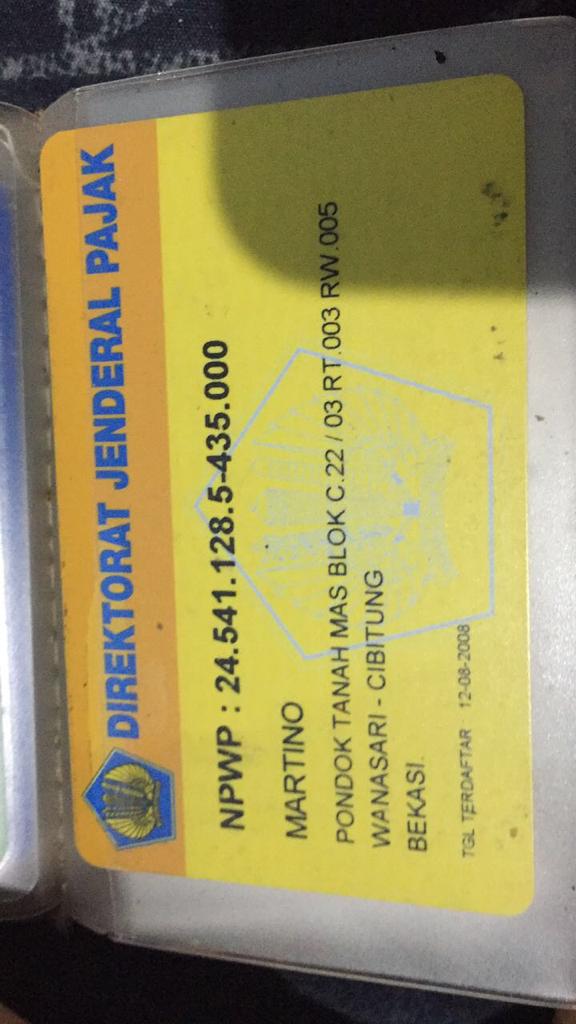 DIREKTORAT JENDERAL PAJAK
NPWP : 24.541.128.5-435.000
MARTINO
PONDOK TANAH MAS BLOK C.22 / 03 RT.003 RW.005
WANASARI - CIBITUNG
BEKASI.
TGL TERDAFTAR : 12-08-2008